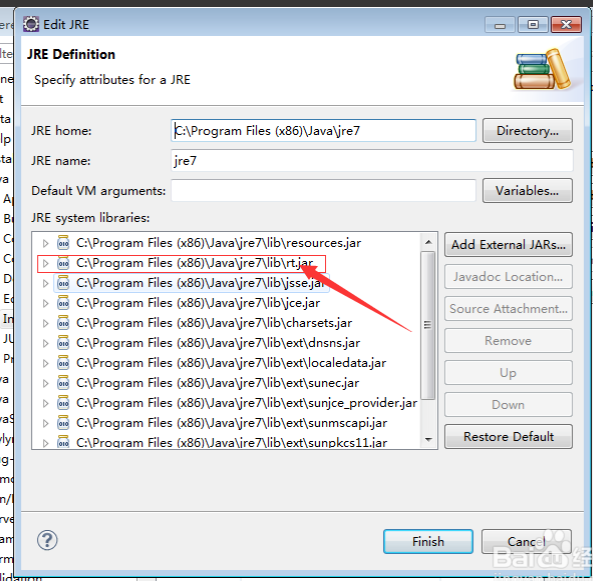 Edit JRE
JRE Definition
Specify attributes for a JRE
JRE home:
C:\Program Files (x86)\Java\jre7
Directory...
JRE name:
jre7
Default VM arguments:
Variables...
JRE system libraries:
C:\Program Files (x86)\Java\jre7\lib\resources.jar
C:\Program Files (x86)\Java\jre7\lib\rt.jar
C:\Program Files (x86)\Java\jre7\lib\jsse.jar
C:\Program Files (x86)\Java\jre7\lib\jce.jar
C:\Program Files (x86)\Java\jre7\lib\charsets.jar
C:\Program Files (x86)\Java\jre7\lib\ext\dnsns.jar
C:\Program Files (x86)\Java\jre7\lib\ext\localedata.jar
C:\Program Files (x86)\Java\jre7\lib\ext\sunec.jar
C:\Program Files (x86)\Java\jre7\lib\ext\sunjce_provider.jar
C:\Program Files (x86)\Java\jre7\lib\ext\sunmscapi.jar
C:\Program Files (x86)\Java\jre7\lib\ext\sunpkcs11.jar
Add External JARs...
Javadoc Location...
Source Attachment...
Remove
Up
Down
Restore Default
?
Finish
Cancel
Bai